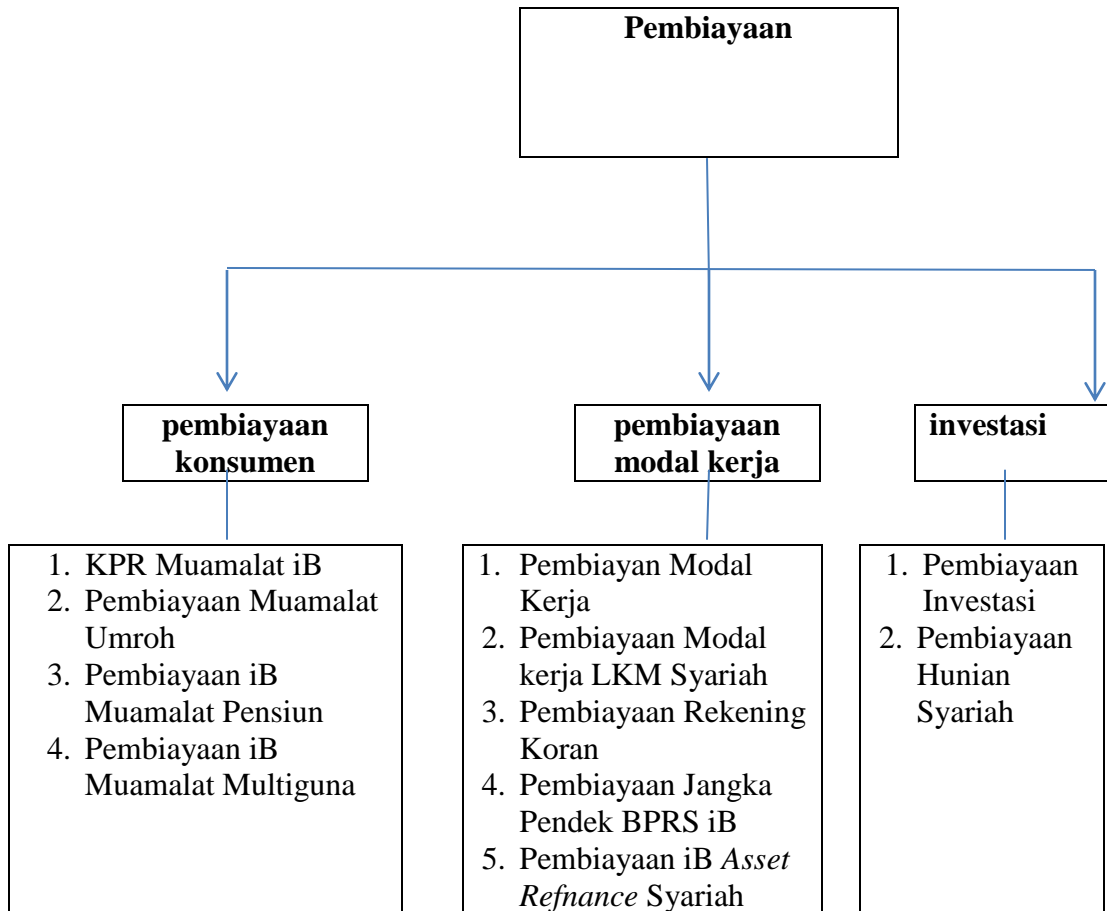 Pembiayaan
pembiayaan
konsumen
pembiayaan
modal kerja
investasi
1. KPR Muamalat iB
2. Pembiayaan Muamalat
Umroh
3. Pembiayaan iB
Muamalat Pensiun
4. Pembiayaan iB
Muamalat Multiguna
1. Pembiayan Modal
Kerja
2. Pembiayaan Modal
kerja LKM Syariah
3. Pembiayaan Rekening
Koran
4. Pembiayaan Jangka
Pendek BPRS iB
5. Pembiayaan iB Asset
Refnance Syariah
1. Pembiayaan
Investasi
2. Pembiayaan
Hunian
Syariah